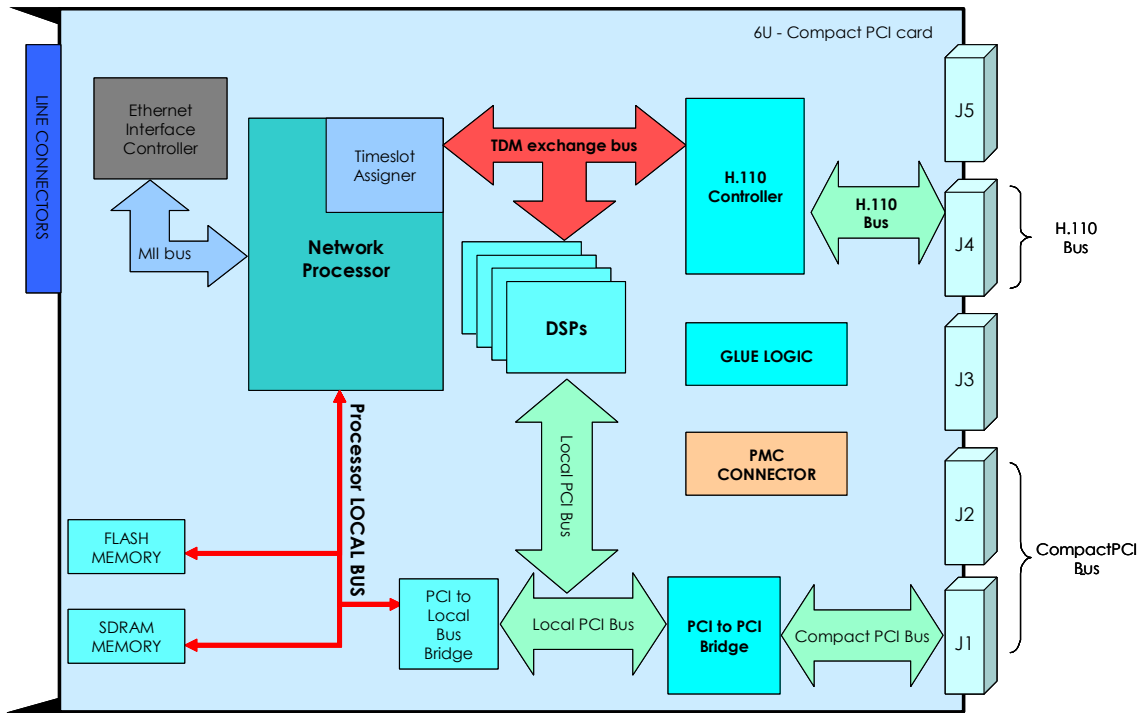 6U - Compact PCI card
LINE CONNECTORS
Ethernet
Interface
Controller
MII bus
Timeslot
Assigner
Network
Processor
TDM exchange bus
H.110
Controller
H.110
Bus
J5
J4
H.110
Bus
DSPs
GLUE LOGIC
J3
Processor LOCAL BUS
Local PCI Bus
PMC
CONNECTOR
J2
CompactPCI
Bus
FLASH
MEMORY
SDRAM
MEMORY
PCI to
Local
Bus
Bridge
Local PCI Bus
PCI to PCI
Bridge
Compact PCI Bus
J1